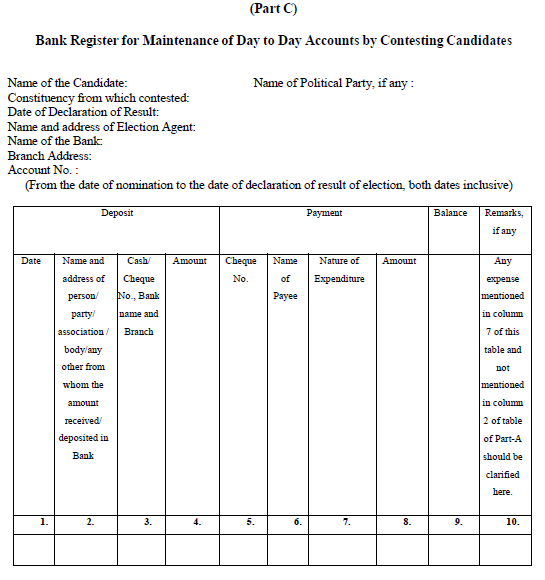 (Part C)
Bank Register for Maintenance of Day to Day Accounts by Contesting Candidates
Name of the Candidate: Name of Political Party, if any :
Constituency from which contested:
Date of Declaration of Result:
Name and address of Election Agent:
Name of the Bank:
Branch Address:
Account No. :
(From the date of nomination to the date of declaration of result of election, both dates inclusive)
Deposit Payment Balance Remarks,
if any
Date
Name and
address of
person/
party/
association /
body/any
other from
whom the
amount
received/
deposited in
Bank
Cash/
Cheque
No., Bank
name and
Branch
Amount
Cheque
No.
Name
of
Payee
Nature of
Expenditure
Amount
Any
expense
mentioned
in column
7 of this
table and
not
mentioned
in column
2 of table
of Part-A
should be
clarified
here.
1. 2. 3. 4. 5. 6. 7. 8. 9. 10.